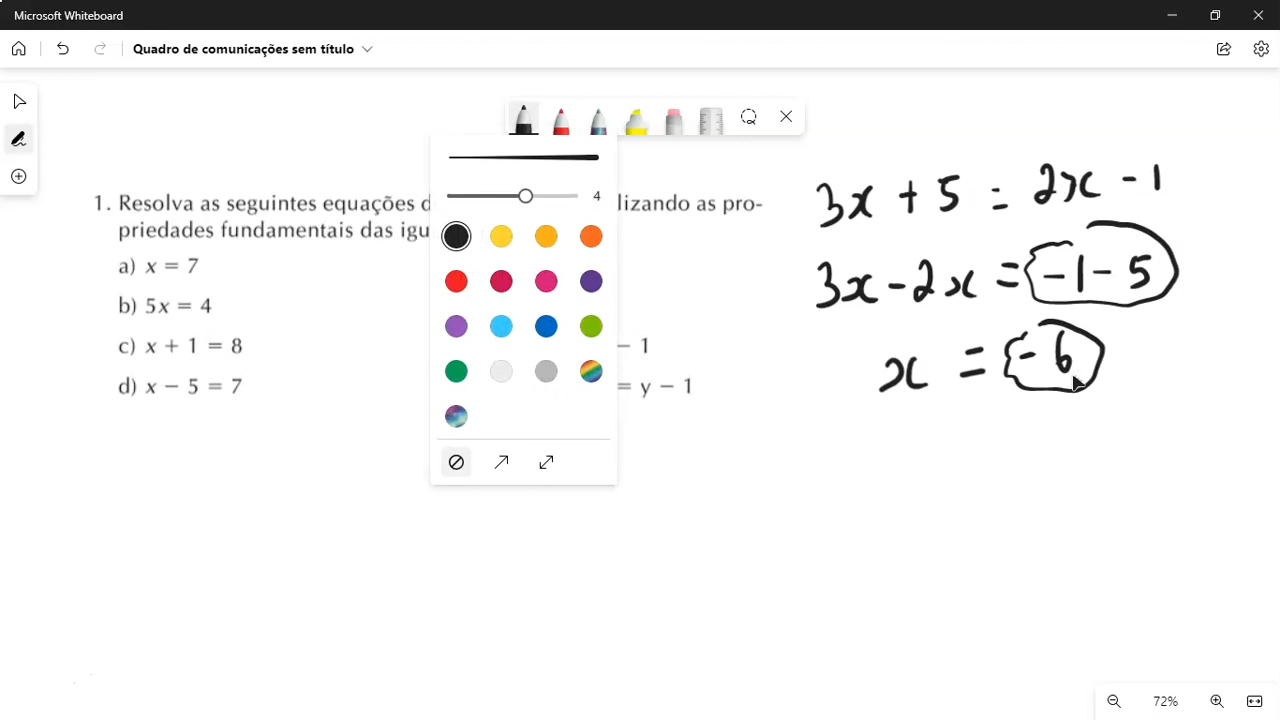 Microsoft Whiteboard
Quadro de comunicações sem título
4
1. Resolva as seguintes equações d
lizando as pro-
priedades fundamentais das igu
a) x = 7
b) 5x = 4
c) x + 1 = 8
− 1
d) x − 5 = 7
= y − 1
3x + 5 = 2x - 1
3x - 2x = -1 - 5
x = - 6
72%